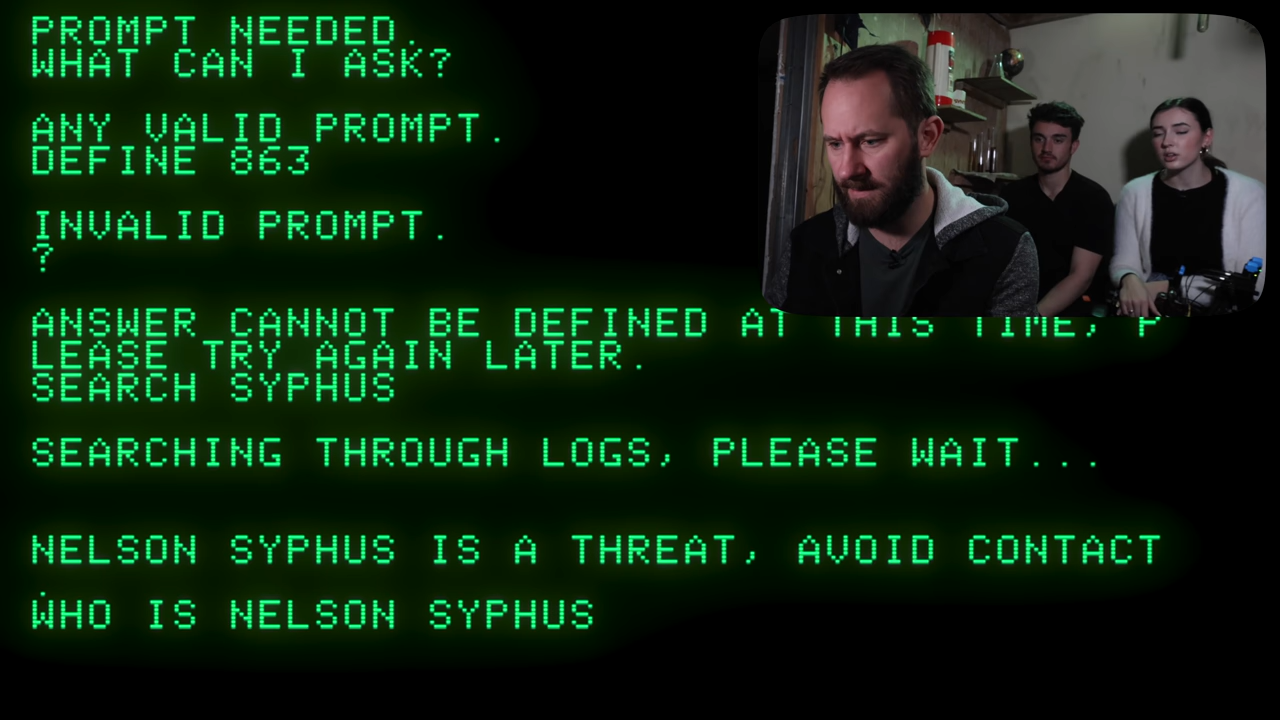 PROMPT NEEDED.
WHAT CAN I ASK?
ANY VALID PROMPT.
DEFINE 863
INVALID PROMPT.
?
ANSWER CANNOT BE DEFINED AT THIS TIME, P
LEASE TRY AGAIN LATER.
SEARCH SYPHUS
SEARCHING THROUGH LOGS, PLEASE WAIT...
NELSON SYPHUS IS A THREAT, AVOID CONTACT
.
WHO IS NELSON SYPHUS